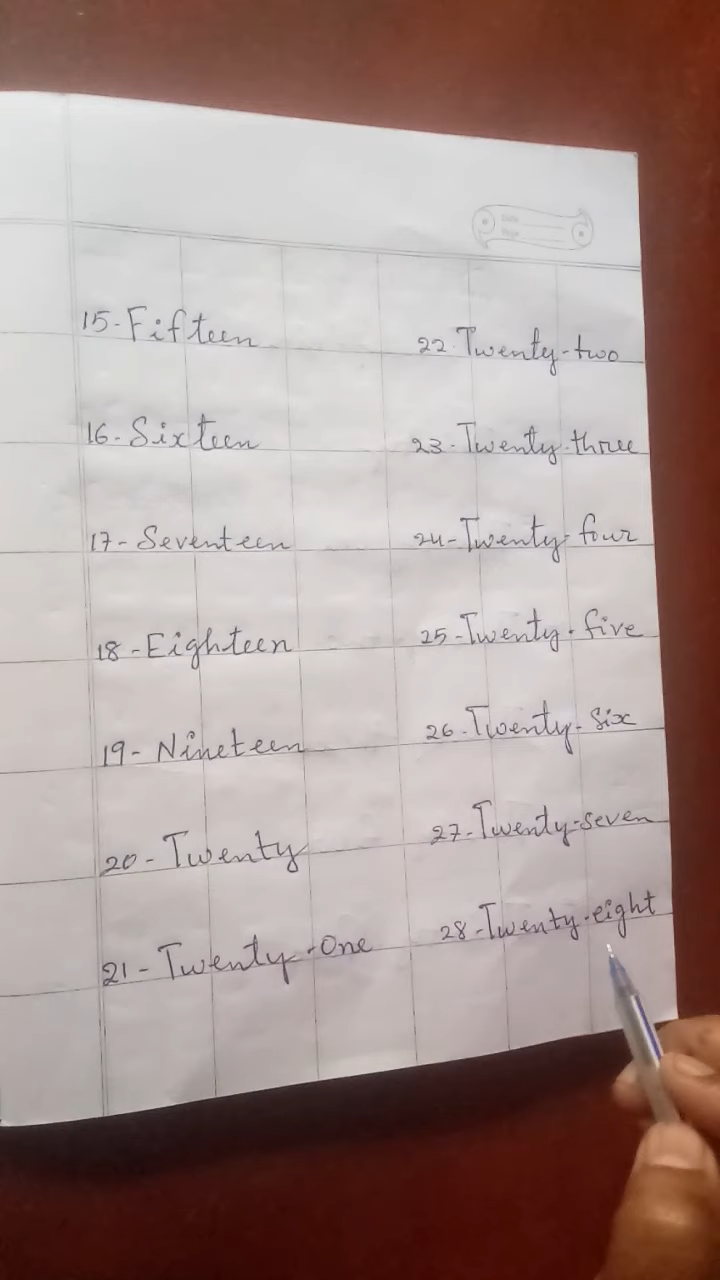 15-Fifteen
16-Sixteen
17-Seventeen
18-Eighteen
19-Nineteen
20-Twenty
21-Twenty-One
22.Twenty-two
23-Twenty-three
24-Twenty-four
25-Twenty-five
26-Twenty-Six
27-Twenty-seven
28-Twenty-eight